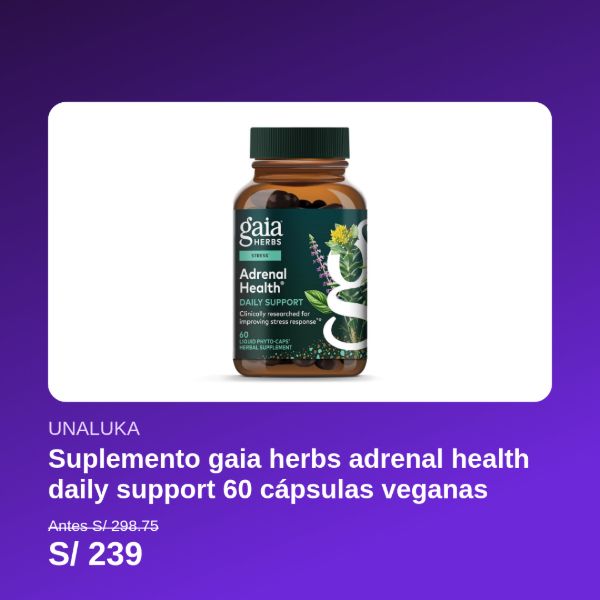 gaia
HERBS
STRESS
Adrenal
Health®
DAILY SUPPORT
Clinically researched for
improving stress response
60
LIQUID PHYTO-CAPS
HERBAL SUPPLEMENT
UNALUKA
Suplemento gaia herbs adrenal health
daily support 60 cápsulas veganas
Antes S/ 298.75
S/ 239